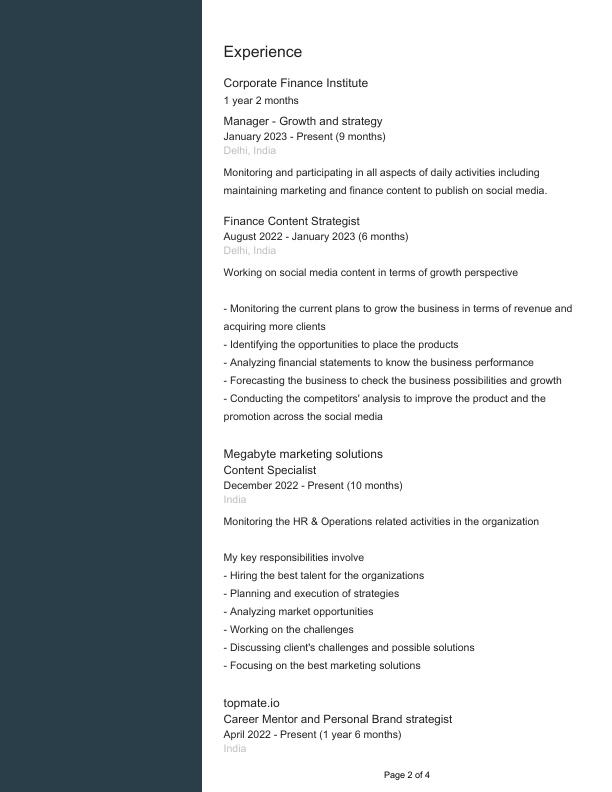 Experience
Corporate Finance Institute
1 year 2 months
Manager - Growth and strategy
January 2023 - Present (9 months)
Delhi, India
Monitoring and participating in all aspects of daily activities including
maintaining marketing and finance content to publish on social media.
Finance Content Strategist
August 2022 - January 2023 (6 months)
Delhi, India
Working on social media content in terms of growth perspective
- Monitoring the current plans to grow the business in terms of revenue and
acquiring more clients
- Identifying the opportunities to place the products
- Analyzing financial statements to know the business performance
- Forecasting the business to check the business possibilities and growth
- Conducting the competitors' analysis to improve the product and the
promotion across the social media
Megabyte marketing solutions
Content Specialist
December 2022 - Present (10 months)
India
Monitoring the HR & Operations related activities in the organization
My key responsibilities involve
- Hiring the best talent for the organizations
- Planning and execution of strategies
- Analyzing market opportunities
- Working on the challenges
- Discussing client's challenges and possible solutions
- Focusing on the best marketing solutions
topmate.io
Career Mentor and Personal Brand strategist
April 2022 - Present (1 year 6 months)
India
Page 2 of 4